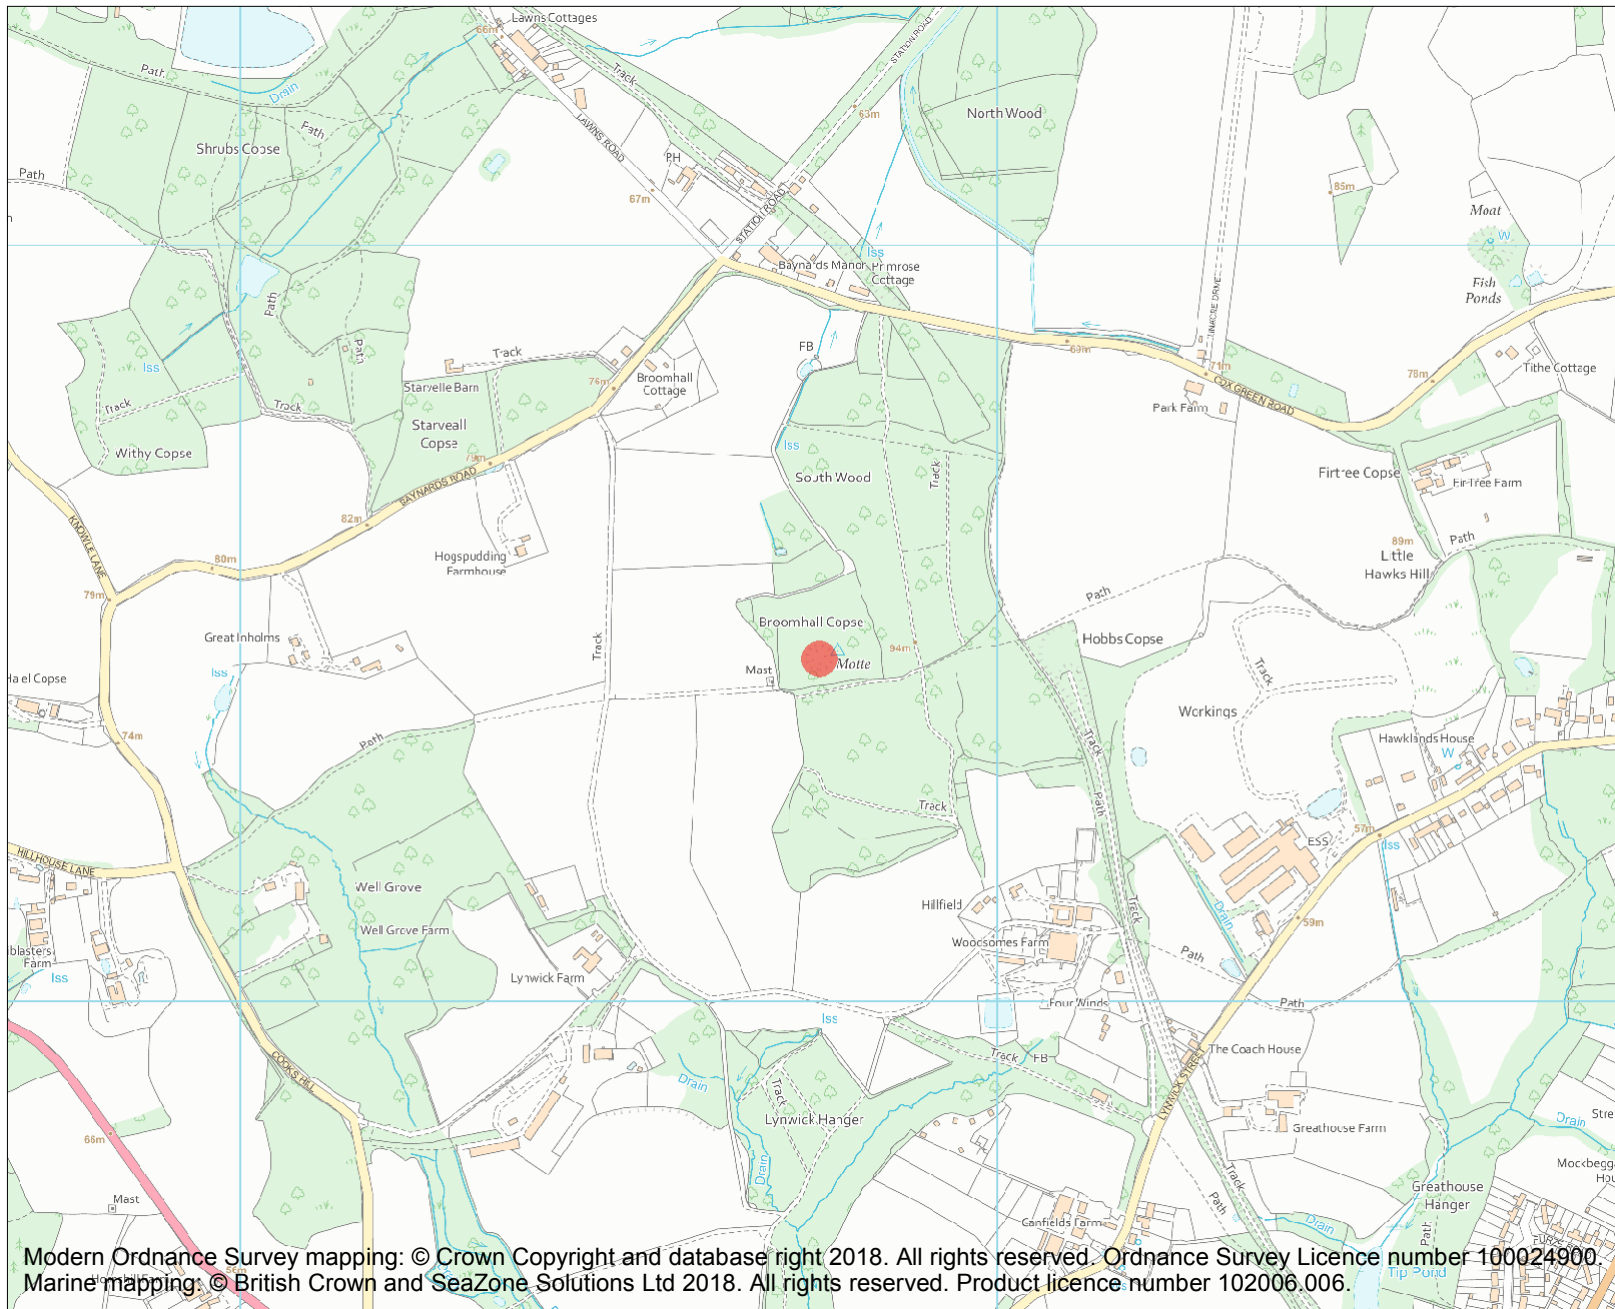 Lawns Cottages
66m
STATION ROAD
Path
Track
Drain
63m
North Wood
Path
LAWNS ROAD
Shrubs Copse
PH
Path
85m
67m
STATION ROAD
Moat
W
Iss
Baynards Manor
Primrose
Cottage
Fish
Ponds
Path
Iss
Path
Track
FB
69m
71m
78m
Tithe Cottage
Starvelle Barn
76m
Broomhall
Cottage
COX GREEN ROAD
Track
Track
Park Farm
Starveall
Copse
Iss
Withy Copse
79m
South Wood
Track
Firtree Copse
Fir Tree Farm
BAYNARDS ROAD
82m
KNOWLE LANE
Hogspudding
Farmhouse
80m
89m
Path
Little
Hawks Hill
79m
Path
Broomhall Copse
Great Inholms
Track
94m
Hobbs Copse
Mast
Motte
Track
Iss
Workings
74m
Path
Track
Hawklands House
W
Path
Track
57m
ESS
Iss
HILLHOUSE LANE
Well Grove
Hillfield
Track
Drain
59m
Well Grove Farm
Woodsomes Farm
Path
Farm
Iss
Lynwick Farm
Four Winds
Path
Iss
COOKS HILL
Track
FB
The Coach House
Drain
Track
LYNWICK STREET
Lynwick Hanger
Greathouse Farm
Drain
66m
Drain
Track
Path
Greathouse
Hanger
Mast
Canfields Farm
Drain
Path
Modern Ordnance Survey mapping: © Crown Copyright and database right 2018. All rights reserved. Ordnance Survey Licence number 100024900.
Marine mapping: © British Crown and SeaZone Solutions Ltd 2018. All rights reserved. Product licence number 102006.006.
Iss
Tip Pond